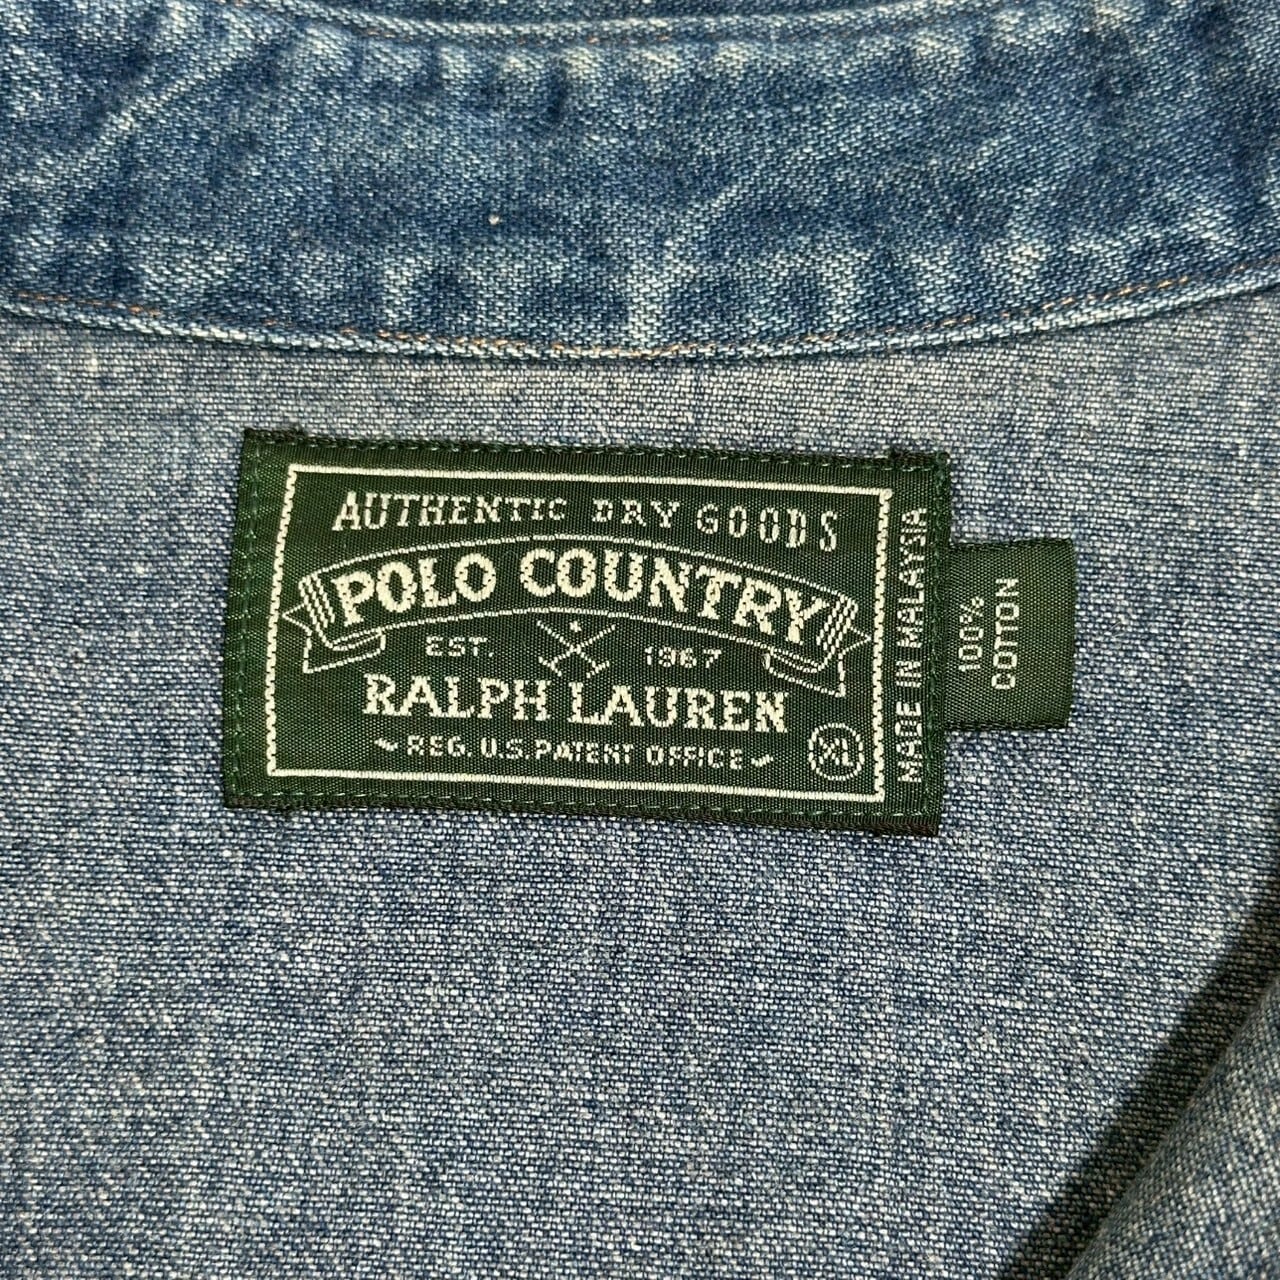 AUTHENTIC DRY GOODS
POLO COUNTRY
EST. 1967
RALPH LAUREN
REG. U.S. PATENT OFFICE
XL
MADE IN MALAYSIA
100%
COTTON